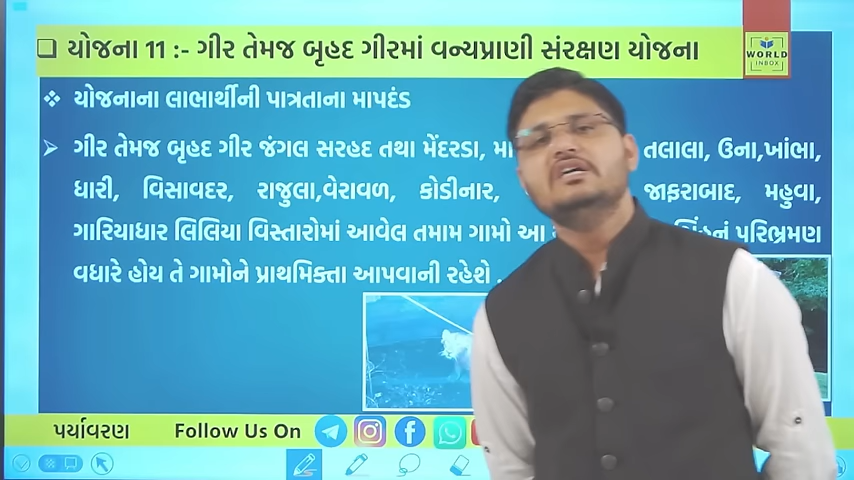 ❑ યોજના 11 :- ગીર તેમજ બૃહદ ગીરમાં વન્યપ્રાણી સંરક્ષણ યોજના
WORLD
INBOX
❖ યોજનાના લાભાર્થીની પાત્રતાના માપદંડ
➢ ગીર તેમજ બૃહદ ગીર જંગલ સરહદ તથા મેંદરડા, તલાલા, ઉના,ખાંભા,
ધારી, વિસાવદર, રાજુલા,વેરાવળ, કોડીનાર, જાફરાબાદ, મહુવા,
ગારિયાધાર લિલિયા વિસ્તારોમાં આવેલ તમામ ગામો આ પરિભ્રમણ
વધારે હોય તે ગામોને પ્રાથમિક્તા આપવાની રહેશે .
પર્યાવરણ Follow Us On